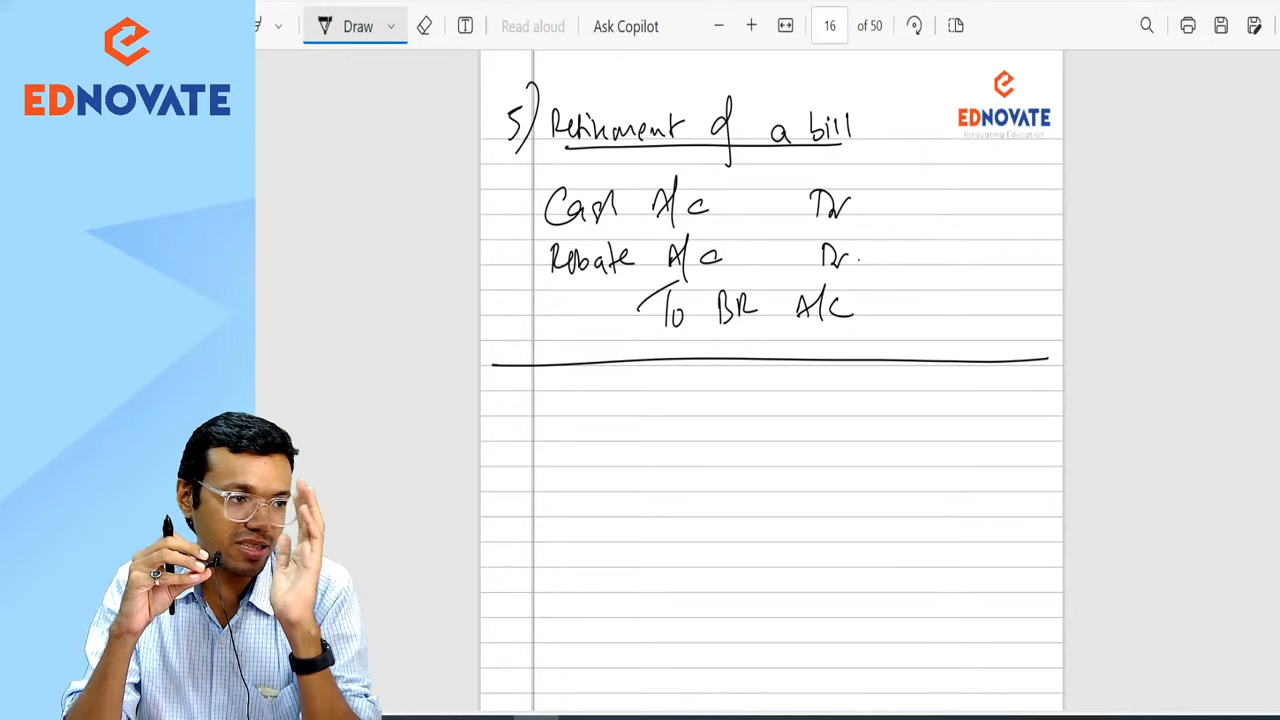 Draw
Read aloud
Ask Copilot
16 of 50
EDNOVATE
EDNOVATE
Innovating Education
5) Retirement of a bill
Cash A/c Dr
Rebate A/c Dr.
To BR A/c